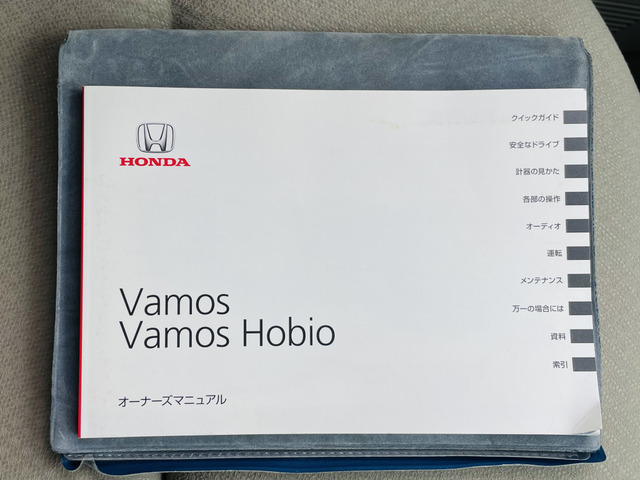 HONDA
Vamos
Vamos Hobio
オーナーズマニュアル
クイックガイド
安全なドライブ
計器の見かた
各部の操作
オーディオ
運転
メンテナンス
万一の場合には
資料
索引